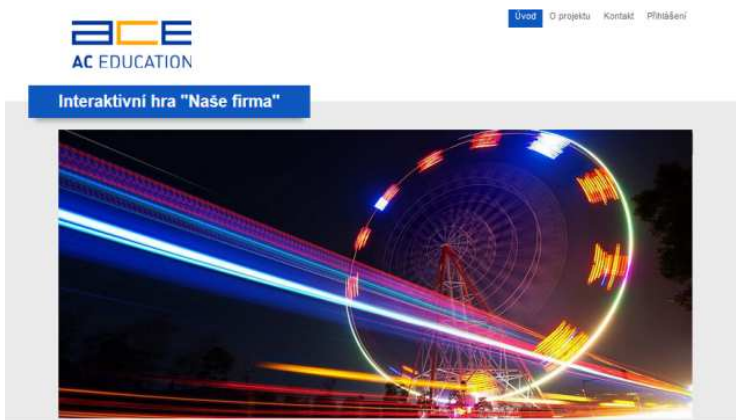 ace
AC EDUCATION
Úvod O projektu Kontakt Přihlášení
Interaktivní hra "Naše firma"